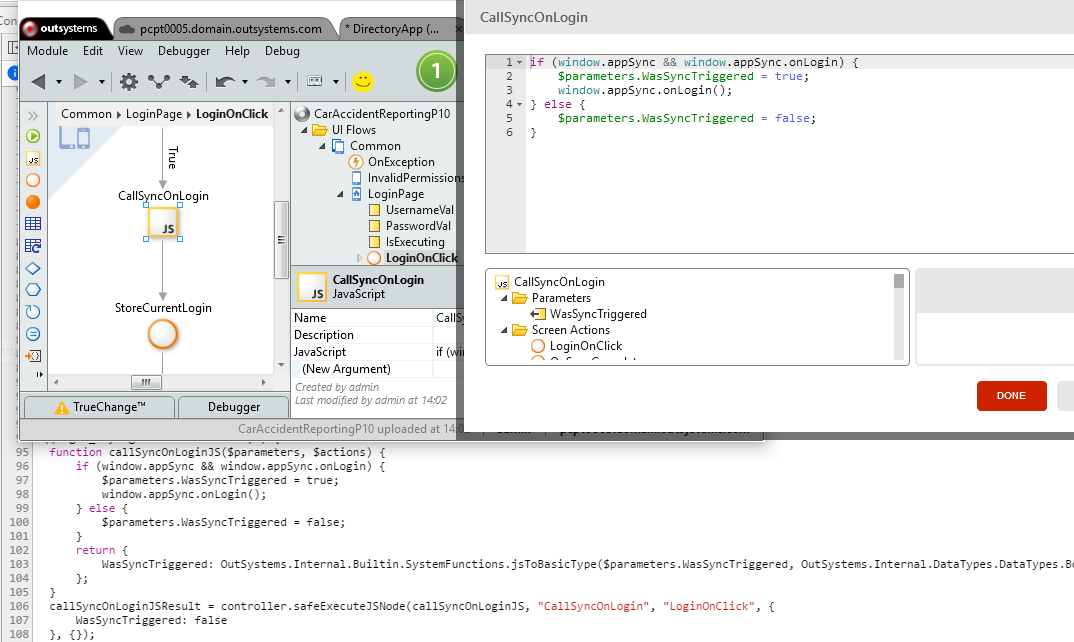 outsystems
pcpt0005.domain.outsystems.com
* DirectoryApp (...
Module Edit View Debugger Help Debug
1
Common LoginPage LoginOnClick
True
CallSyncOnLogin
JS
StoreCurrentLogin
JS
CarAccidentReportingP10
UI Flows
Common
OnException
InvalidPermissions
LoginPage
UsernameVal
PasswordVal
IsExecuting
LoginOnClick
JS
CallSyncOnLogin
JavaScript
Name CallSy
Description
JavaScript if (wi
(New Argument)
Created by admin
Last modified by admin at 14:02
TrueChange™
Debugger
CarAccidentReportingP10 uploaded at 14:0
CallSyncOnLogin
1 if (window.appSync && window.appSync.onLogin) {
2 $parameters.WasSyncTriggered = true;
3 window.appSync.onLogin();
4 } else {
5 $parameters.WasSyncTriggered = false;
6 }
JS CallSyncOnLogin
Parameters
WasSyncTriggered
Screen Actions
LoginOnClick
DONE
95 function callSyncOnLoginJS($parameters, $actions) {
96 if (window.appSync && window.appSync.onLogin) {
97 $parameters.WasSyncTriggered = true;
98 window.appSync.onLogin();
99 } else {
100 $parameters.WasSyncTriggered = false;
101 }
102 return {
103 WasSyncTriggered: OutSystems.Internal.Builtin.SystemFunctions.jsToBasicType($parameters.WasSyncTriggered, OutSystems.Internal.DataTypes.DataTypes.Bo
104 };
105 }
106 callSyncOnLoginJSResult = controller.safeExecuteJSNode(callSyncOnLoginJS, "CallSyncOnLogin", "LoginOnClick", {
107 WasSyncTriggered: false
108 }, {});